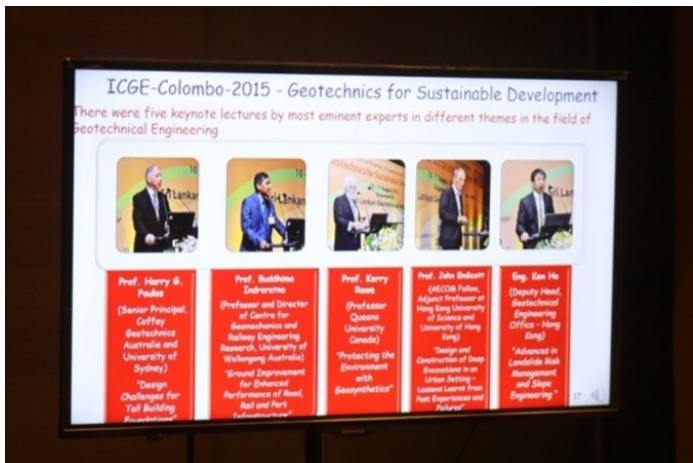 ICGE-Colombo-2015 - Geotechnics for Sustainable Development
There were five keynote lectures by most eminent experts in different themes in the field of
Geotechnical Engineering
Sri Lankan
Lankan
Sri Lan
Prof. Harry G.
Poulos
(Senior Principal,
Coffey
Geotechnics
Australia and
University of
Sydney)
"Design
Challenges for
Tall Building
Foundations"
Prof. Buddhima
Indraratna
(Professor and Director
of Centre for
Geomechanics and
Railway Engineering
Research, University of
Wollongong Australia)
"Ground Improvement
for Enhanced
Performance of Road,
Rail and Port
Infrastructure"
Prof. Kerry
Rowe
(Professor
Queens
University
Canada)
"Protecting the
Environment
with
Geosynthetics"
Prof. John Endicott
(AECOM Fellow,
Adjunct Professor at
Hong Kong University
of Science and
University of Hong
Kong)
"Design and
Construction of Deep
Excavations in an
Urban Setting -
Lessons Learnt from
Past Experiences and
Failures"
Eng. Ken Ho
(Deputy Head,
Geotechnical
Engineering
Office - Hong
Kong)
"Advances in
Landslide Risk
Management
and Slope
Engineering"
17